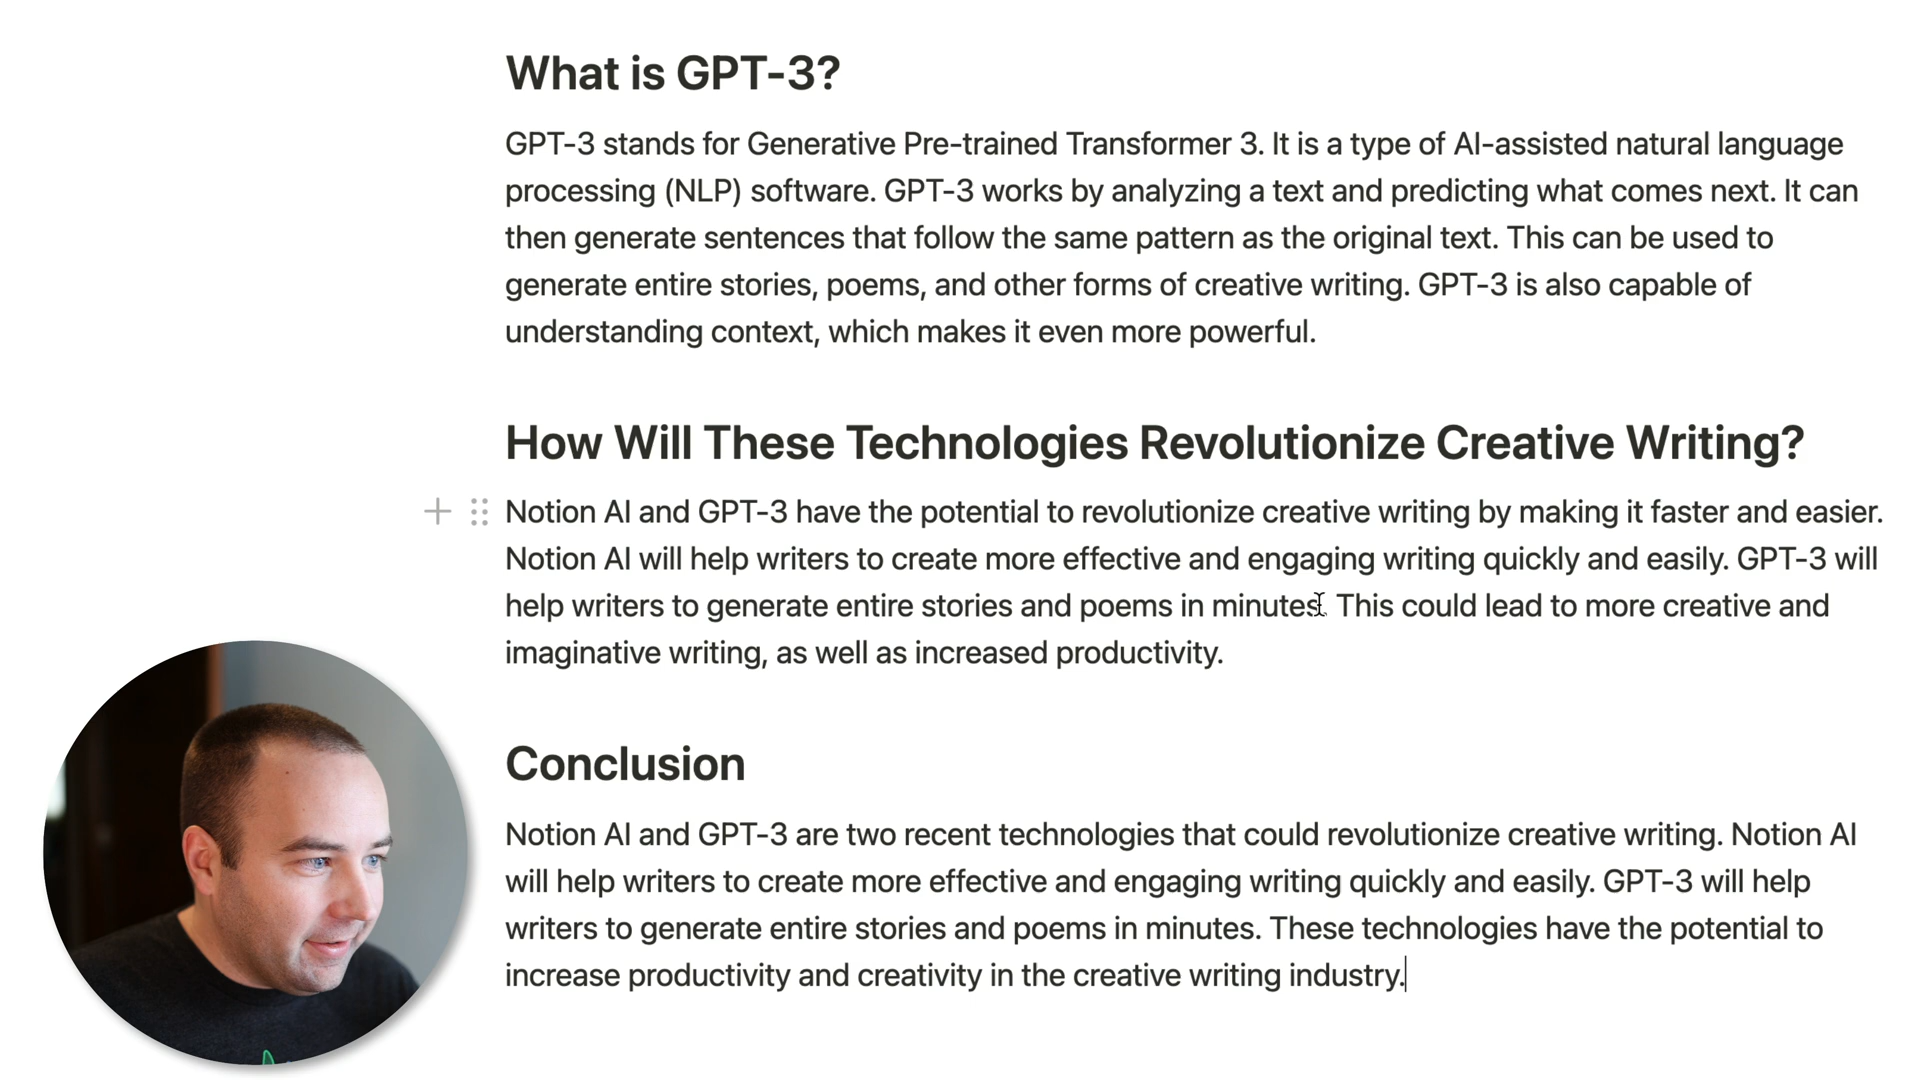 What is GPT-3?
GPT-3 stands for Generative Pre-trained Transformer 3. It is a type of AI-assisted natural language
processing (NLP) software. GPT-3 works by analyzing a text and predicting what comes next. It can
then generate sentences that follow the same pattern as the original text. This can be used to
generate entire stories, poems, and other forms of creative writing. GPT-3 is also capable of
understanding context, which makes it even more powerful.
How Will These Technologies Revolutionize Creative Writing?
Notion AI and GPT-3 have the potential to revolutionize creative writing by making it faster and easier.
Notion AI will help writers to create more effective and engaging writing quickly and easily. GPT-3 will
help writers to generate entire stories and poems in minutes. This could lead to more creative and
imaginative writing, as well as increased productivity.
Conclusion
Notion AI and GPT-3 are two recent technologies that could revolutionize creative writing. Notion AI
will help writers to create more effective and engaging writing quickly and easily. GPT-3 will help
writers to generate entire stories and poems in minutes. These technologies have the potential to
increase productivity and creativity in the creative writing industry.